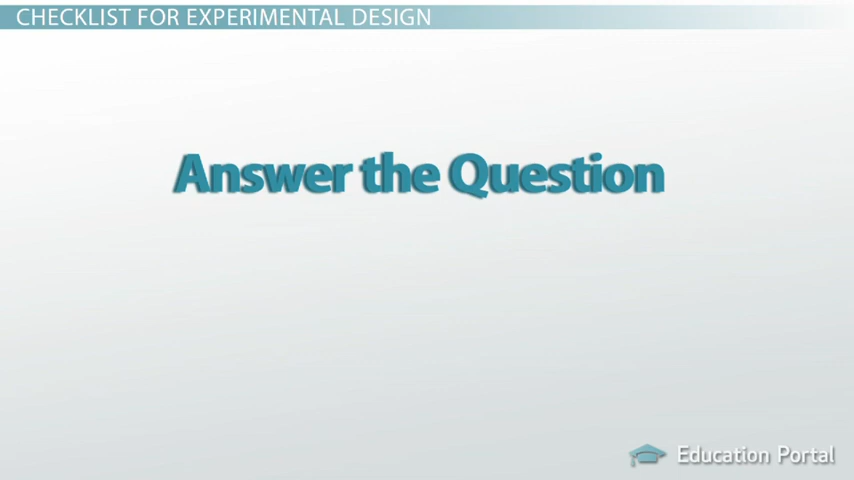 CHECKLIST FOR EXPERIMENTAL DESIGN
Answer the Question
Education Portal